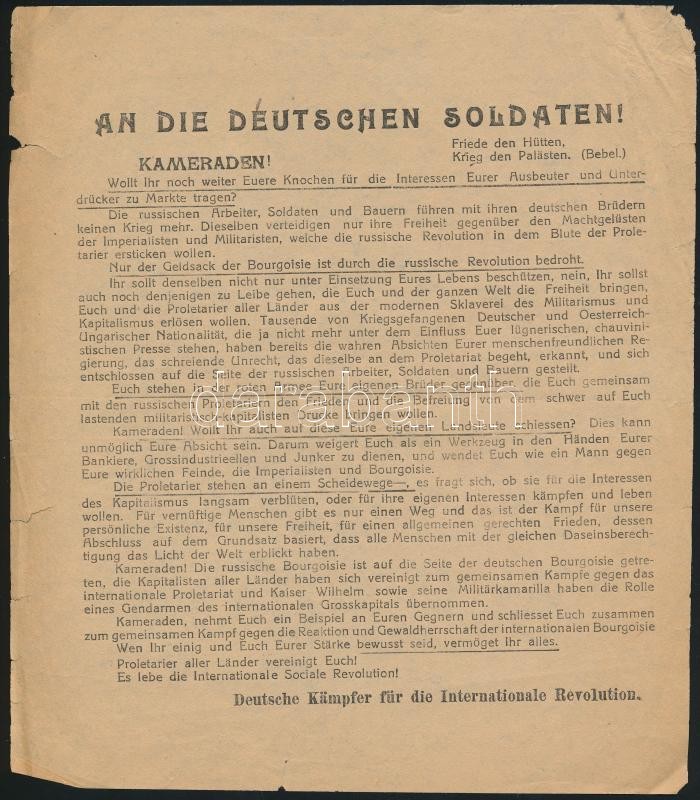 AN DIE DEUTSCHEN SOLDATEN!
Friede den Hütten,
Krieg den Palästen. (Bebel.)
KAMERADEN!
Wollt Ihr noch weiter Euere Knochen für die Interessen Eurer Ausbeuter und Unter-
drücker zu Markte tragen?
Die russischen Arbeiter, Soldaten und Bauern führen mit ihren deutschen Brüdern
keinen Krieg mehr. Dieselben verteidigen nur ihre Freiheit gegenüber den Machtgelüsten
der Imperialisten und Militaristen, welche die russische Revolution in dem Blute der Prole-
tarier ersticken wollen.
Nur der Geldsack der Bourgoisie ist durch die russische Revolution bedroht.
Ihr sollt denselben nicht nur unter Einsetzung Eures Lebens beschützen, nein, Ihr sollst
auch noch denjenigen zu Leibe gehen, die Euch und der ganzen Welt die Freiheit bringen,
Euch und die Proletarier aller Länder aus der modernen Sklaverei des Militarismus und
Kapitalismus erlösen wollen. Tausende von Kriegsgefangenen Deutscher und Oesterreich-
Ungarischer Nationalität, die ja nicht mehr unter dem Einfluss Euer lügnerischen, chauvini-
stischen Presse stehen, haben bereits die wahren Absichten Eurer menschenfreundlichen Re-
gierung, das schreiende Unrecht, das dieselbe an dem Proletariat begeht, erkannt, und sich
entschlossen auf die Seite der russischen Arbeiter, Soldaten und Bauern gestellt.
Euch stehen in der roten Armee Eure eigenen Brüder gegenüber, die Euch gemeinsam
mit den russischen Proletariern den Frieden und die Befreiung von dem schwer auf Euch
lastenden militaristisch-kapitalisten Drucke bringen wollen.
Kameraden! Wollt Ihr auch auf diese Eure eigenen Landsleute schiessen? Dies kann
unmöglich Eure Absicht sein. Darum weigert Euch als ein Werkzeug in den Händen Eurer
Bankiere, Grossindustrieellen und Junker zu dienen, und wendet Euch wie ein Mann gegen
Eure wirklichen Feinde, die Imperialisten und Bourgoisie.
Die Proletarier stehen an einem Scheidewege—, es fragt sich, ob sie für die Interessen
des Kapitalismus langsam verblüten, oder für ihre eigenen Interessen kämpfen und leben
wollen. Für vernüftige Menschen gibt es nur einen Weg und das ist der Kampf für unsere
persönliche Existenz, für unsere Freiheit, für einen allgemeinen gerechten Frieden, dessen
Abschluss auf dem Grundsatz basiert, dass alle Menschen mit der gleichen Daseinsberech-
tigung das Licht der Welt erblickt haben.
Kameraden! Die russische Bourgoisie ist auf die Seite der deutschen Bourgoisie getre-
ten, die Kapitalisten aller Länder haben sich vereinigt zum gemeinsamen Kampfe gegen das
internationale Proletariat und Kaiser Wilhelm sowie seine Militärkamarilla haben die Rolle
eines Gendarmen des internationalen Grosskapitals übernommen.
Kameraden, nehmt Euch ein Beispiel an Euren Gegnern und schliesset Euch zusammen
zum gemeinsamen Kampf gegen die Reaktion und Gewaldherrschaft der internationalen Bourgoisie
Wen Ihr einig und Euch Eurer Stärke bewusst seid, vermöget Ihr alles.
Proletarier aller Länder vereinigt Euch!
Es lebe die Internationale Sociale Revolution!
Deutsche Kämpfer für die Internationale Revolution.
darabanth